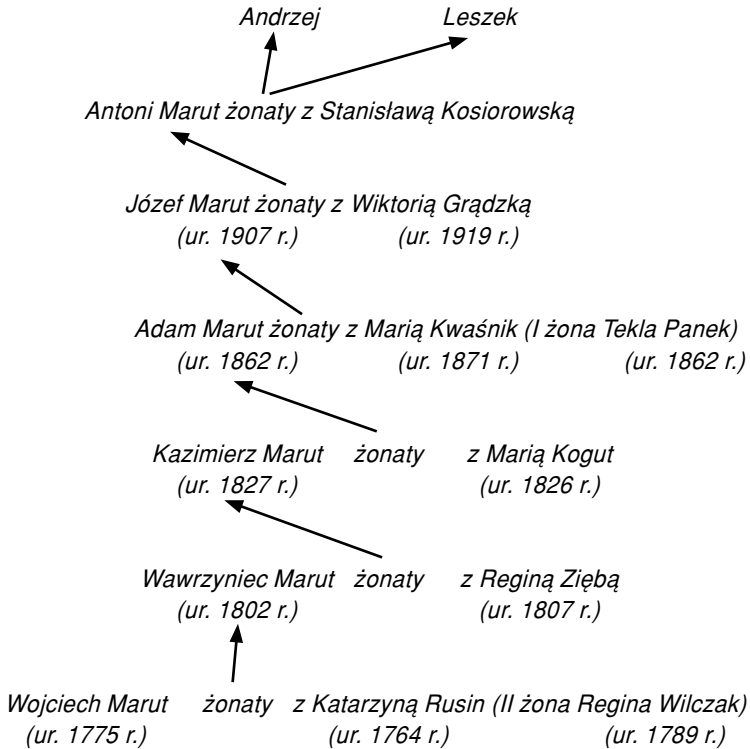 Andrzej Leszek
Antoni Marut żonaty z Stanisławą Kosiorowską
Józef Marut żonaty z Wiktorią Grądzką
(ur. 1907 r.) (ur. 1919 r.)
Adam Marut żonaty z Marią Kwaśnik (I żona Tekla Panek)
(ur. 1862 r.) (ur. 1871 r.) (ur. 1862 r.)
Kazimierz Marut żonaty z Marią Kogut
(ur. 1827 r.) (ur. 1826 r.)
Wawrzyniec Marut żonaty z Reginą Ziębą
(ur. 1802 r.) (ur. 1807 r.)
Wojciech Marut żonaty z Katarzyną Rusin (II żona Regina Wilczak)
(ur. 1775 r.) (ur. 1764 r.) (ur. 1789 r.)